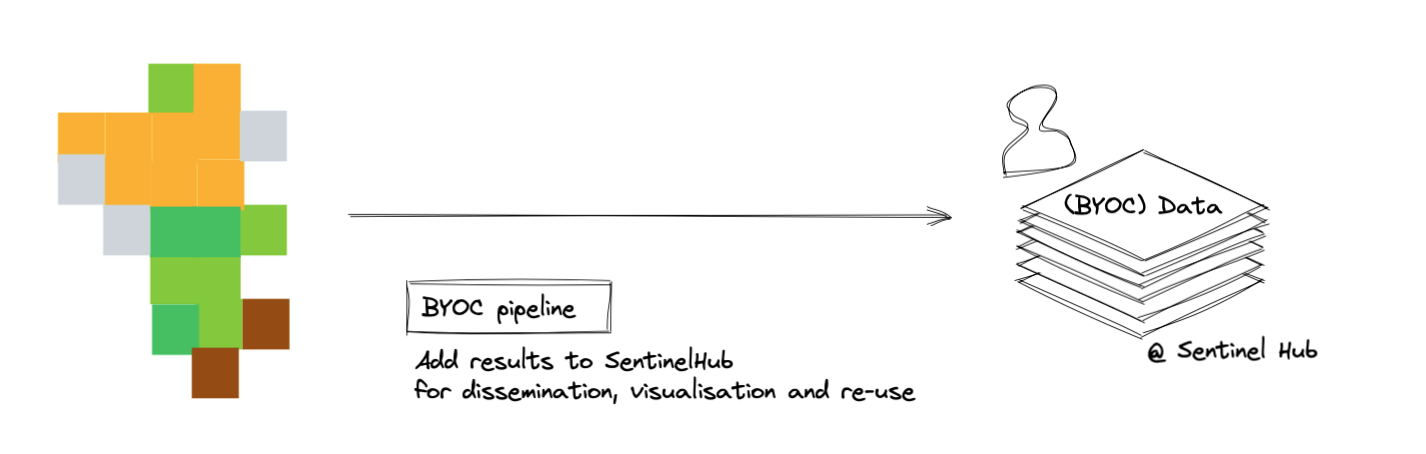 (BYOC) Data
BYOC pipeline
@ Sentinel Hub
Add results to SentinelHub
for dissemination, visualisation and re-use